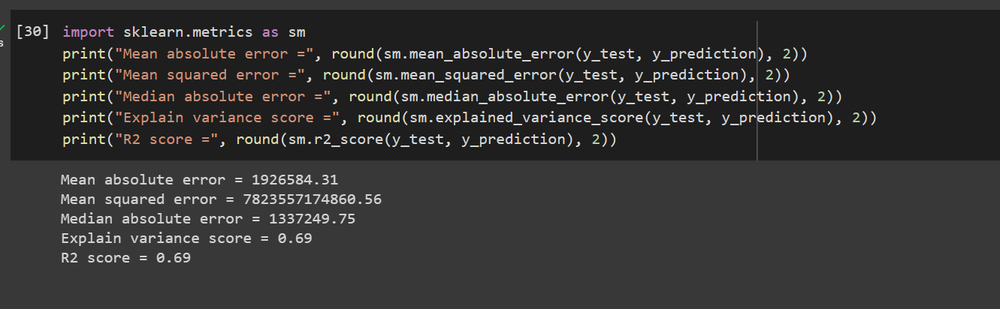 [30] import sklearn.metrics as sm
s
print("Mean absolute error =", round(sm.mean_absolute_error(y_test, y_prediction), 2))
print("Mean squared error =", round(sm.mean_squared_error(y_test, y_prediction), 2))
print("Median absolute error =", round(sm.median_absolute_error(y_test, y_prediction), 2))
print("Explain variance score =", round(sm.explained_variance_score(y_test, y_prediction), 2))
print("R2 score =", round(sm.r2_score(y_test, y_prediction), 2))
Mean absolute error = 1926584.31
Mean squared error = 7823557174860.56
Median absolute error = 1337249.75
Explain variance score = 0.69
R2 score = 0.69